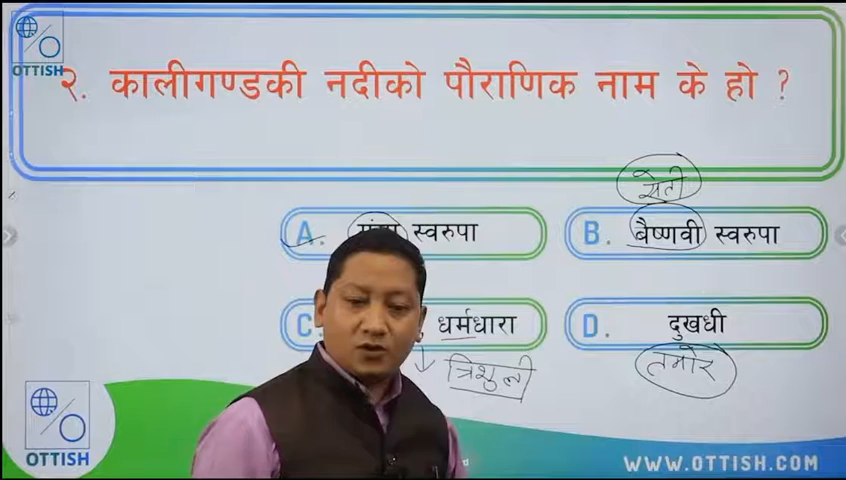 OTTISH
२. कालीगण्डकी नदीको पौराणिक नाम के हो ?
सेती
A. स्वरुपा
B. बैष्णवी स्वरुपा
C. धर्मधारा
D. दुखधी
त्रिशुली
तमोर
OTTISH
WWW.OTTISH.COM